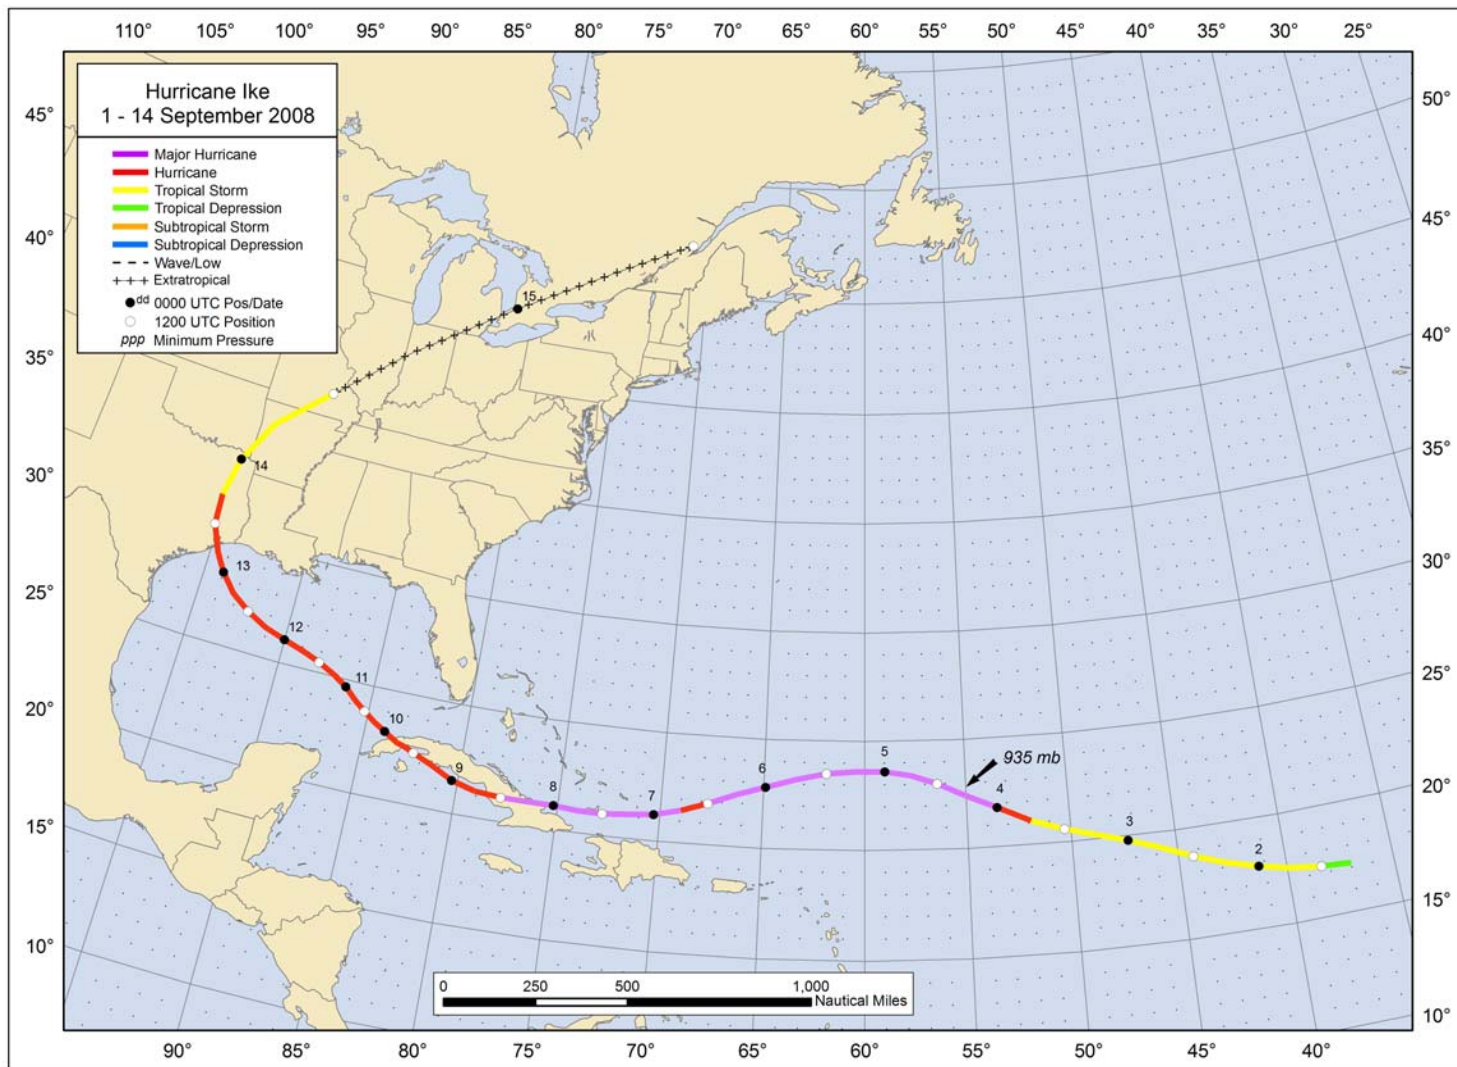 110° 105° 100° 95° 90° 85° 80° 75° 70° 65° 60° 55° 50° 45° 40° 35° 30° 25°
Hurricane Ike
1 - 14 September 2008
Major Hurricane
Hurricane
Tropical Storm
Tropical Depression
Subtropical Storm
Subtropical Depression
Wave/Low
Extratropical
dd 0000 UTC Pos/Date
1200 UTC Position
ppp Minimum Pressure
45°
40°
35°
30°
25°
20°
15°
10°
50°
45°
40°
35°
30°
25°
20°
15°
10°
15
14
13
12
11
10
9
8
7
6
5
935 mb
4
3
2
0 250 500 1,000
Nautical Miles
90° 85° 80° 75° 70° 65° 60° 55° 50° 45° 40°